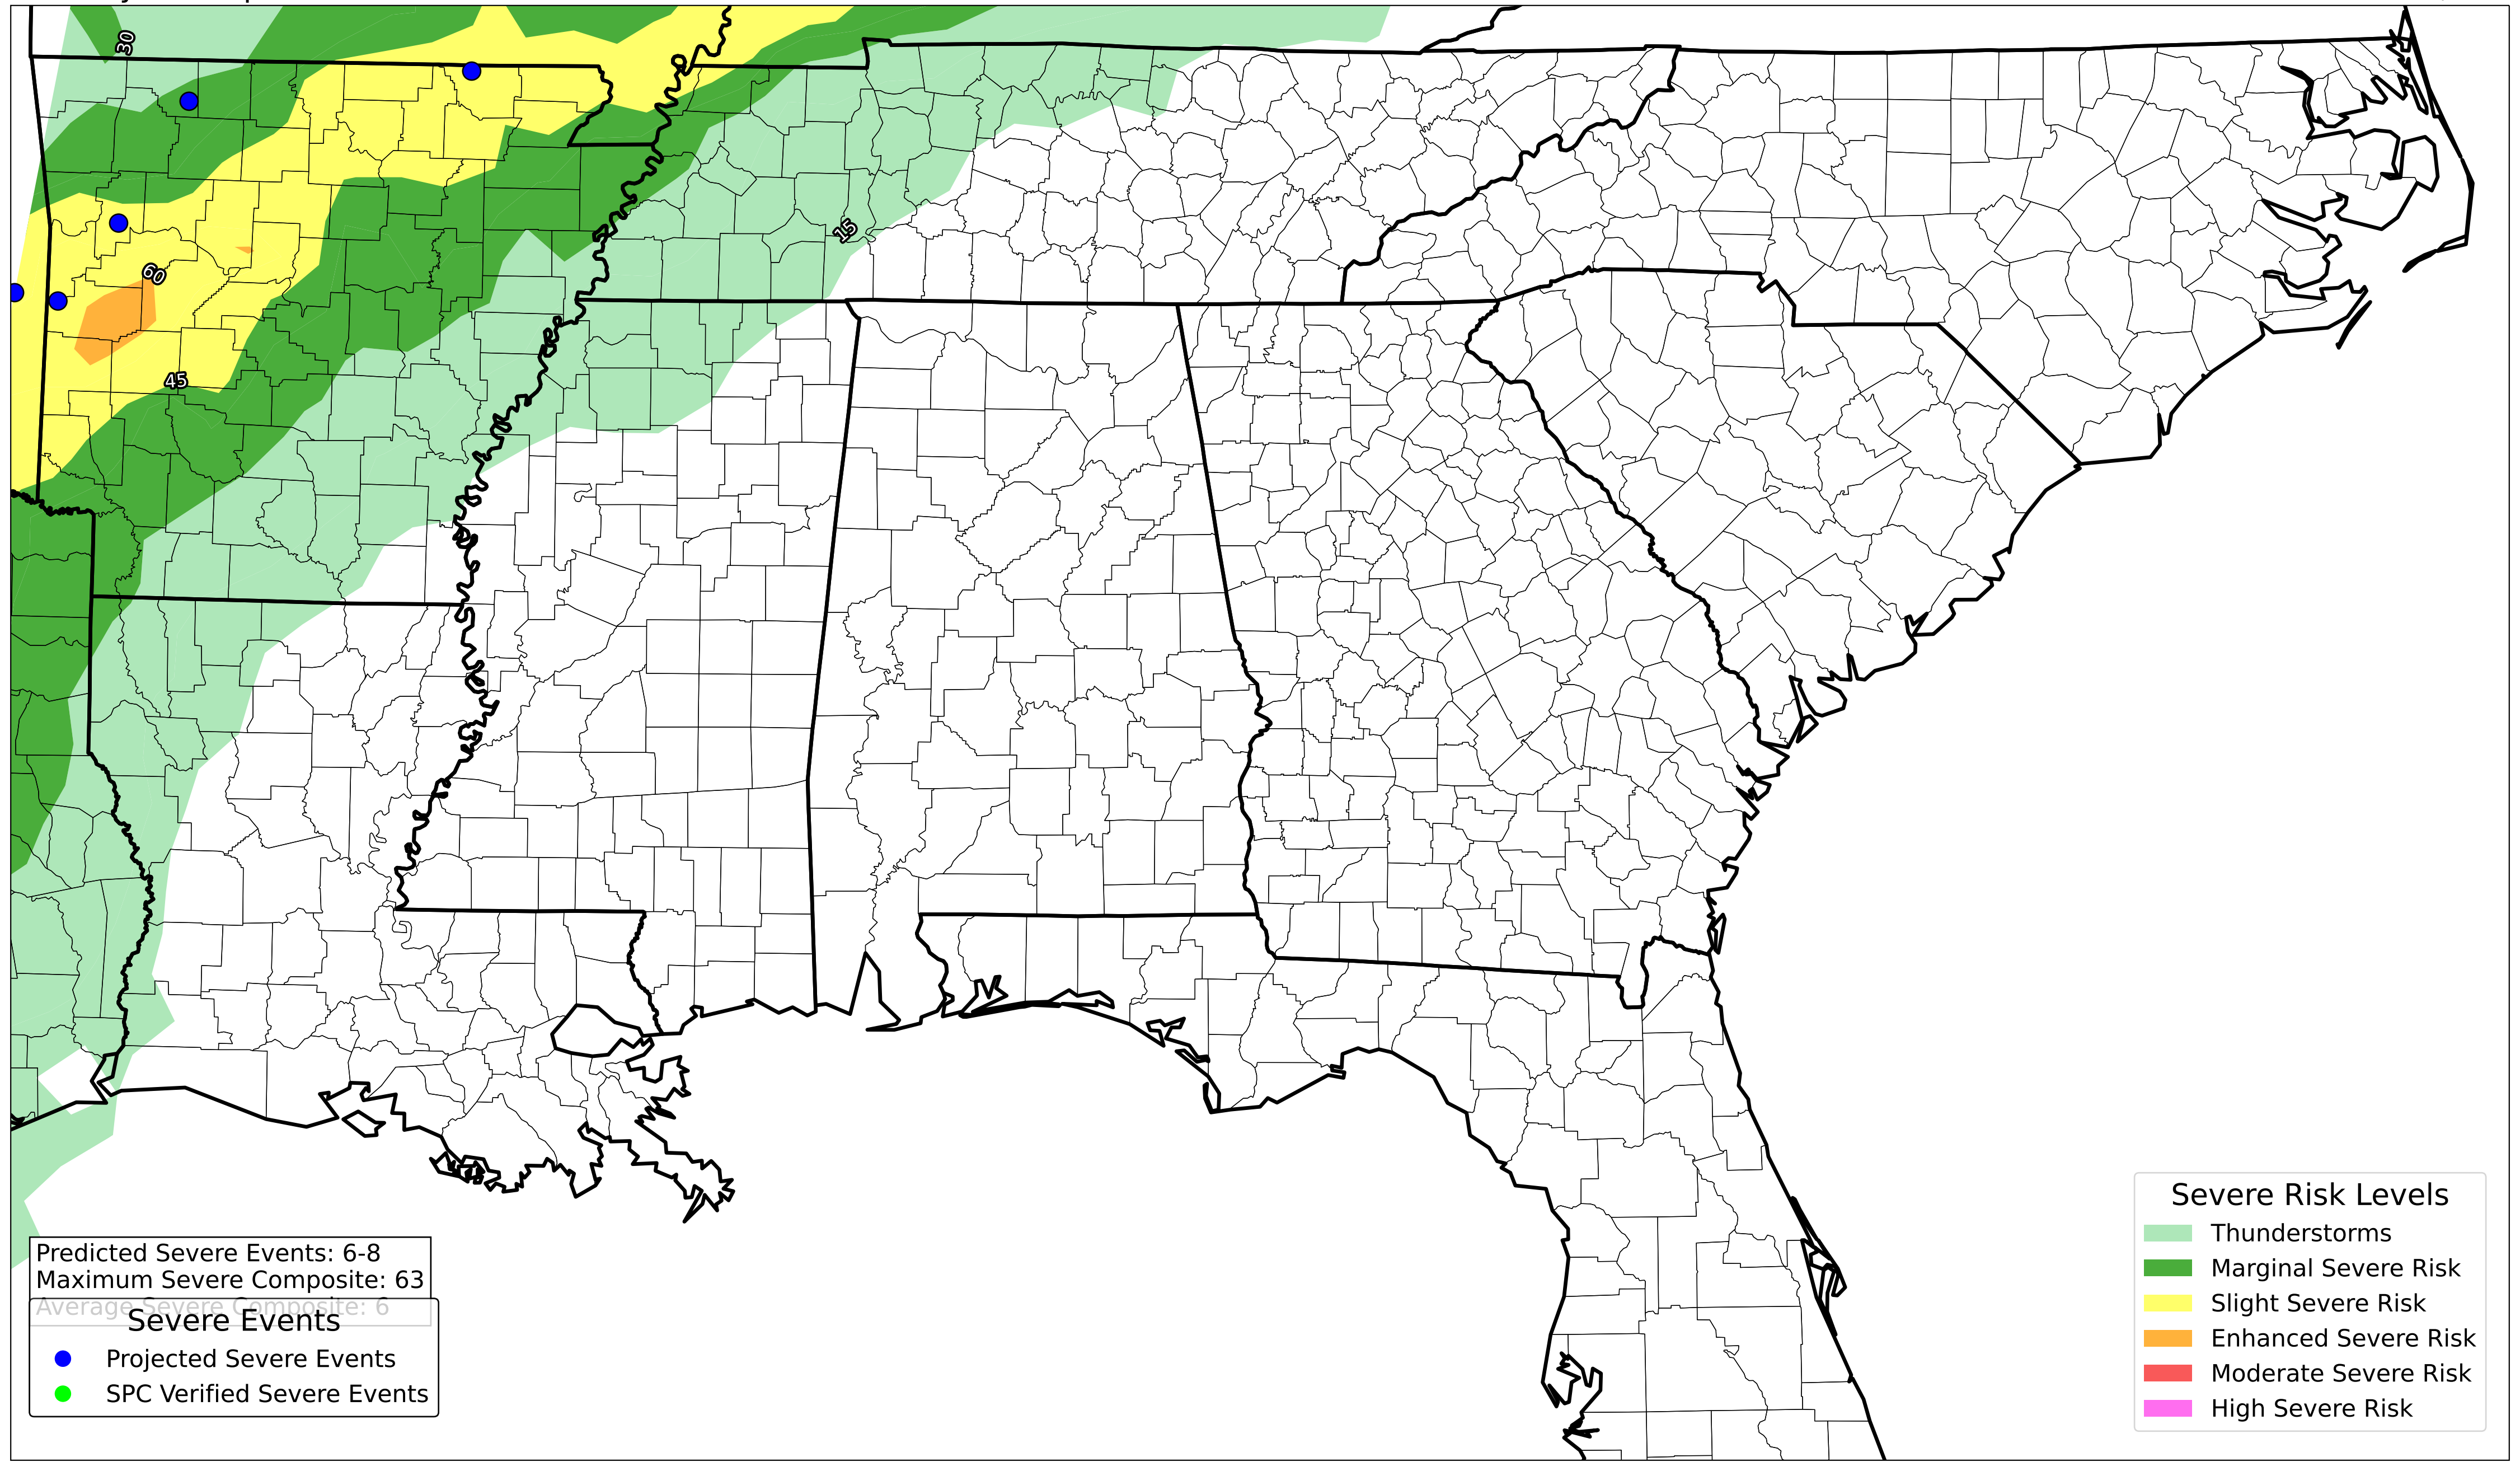 30
15
60
45
Predicted Severe Events: 6-8
Maximum Severe Composite: 63
Average Severe Composite: 6
Severe Events
Projected Severe Events
SPC Verified Severe Events
Severe Risk Levels
Thunderstorms
Marginal Severe Risk
Slight Severe Risk
Enhanced Severe Risk
Moderate Severe Risk
High Severe Risk